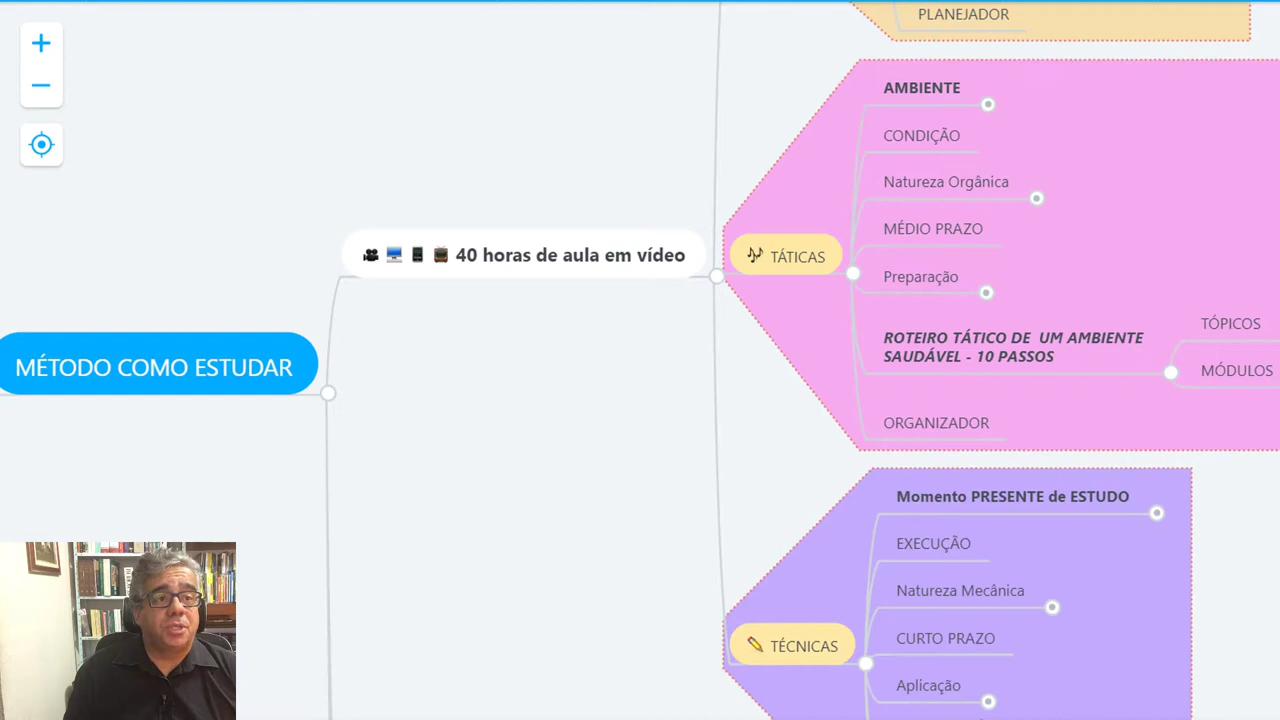 PLANEJADOR
AMBIENTE
CONDIÇÃO
Natureza Orgânica
MÉDIO PRAZO
Preparação
ROTEIRO TÁTICO DE UM AMBIENTE
SAUDÁVEL - 10 PASSOS
TÓPICOS
MÓDULOS
ORGANIZADOR
TÁTICAS
40 horas de aula em vídeo
MÉTODO COMO ESTUDAR
Momento PRESENTE de ESTUDO
EXECUÇÃO
Natureza Mecânica
CURTO PRAZO
Aplicação
TÉCNICAS